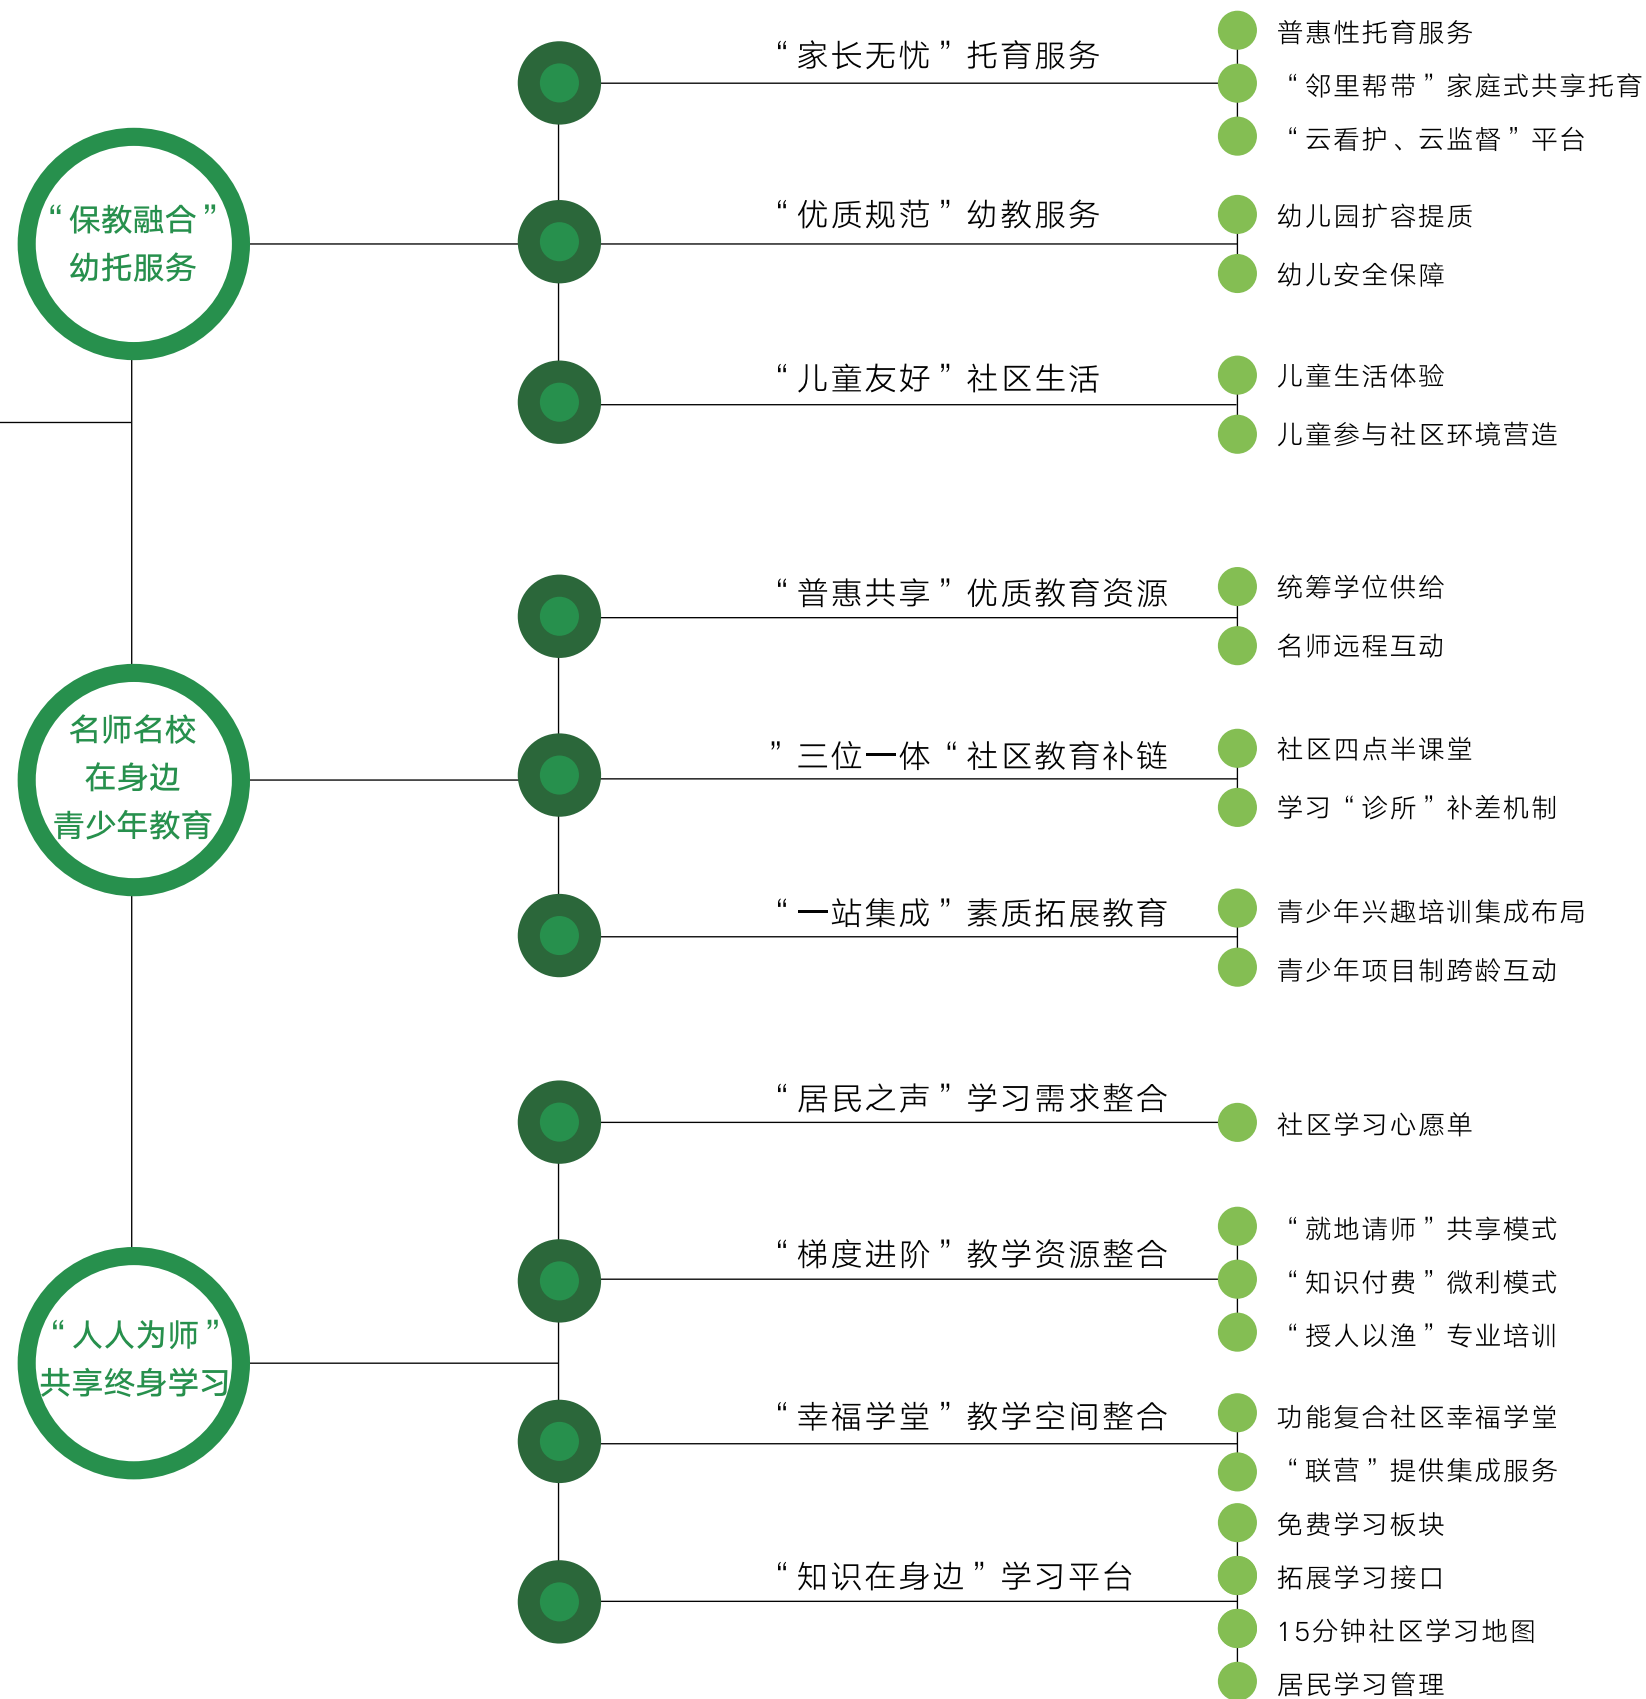 “保教融合”
幼托服务
“家长无忧”托育服务
普惠性托育服务
“邻里帮带”家庭式共享托育
“云看护、云监督”平台
“优质规范”幼教服务
幼儿园扩容提质
幼儿安全保障
“儿童友好”社区生活
儿童生活体验
儿童参与社区环境营造
名师名校
在身边
青少年教育
“普惠共享”优质教育资源
统筹学位供给
名师远程互动
”三位一体“社区教育补链
社区四点半课堂
学习“诊所”补差机制
“一站集成”素质拓展教育
青少年兴趣培训集成布局
青少年项目制跨龄互动
“人人为师”
共享终身学习
“居民之声”学习需求整合
社区学习心愿单
“梯度进阶”教学资源整合
“就地请师”共享模式
“知识付费”微利模式
“授人以渔”专业培训
“幸福学堂”教学空间整合
功能复合社区幸福学堂
“联营”提供集成服务
“知识在身边”学习平台
免费学习板块
拓展学习接口
15分钟社区学习地图
居民学习管理